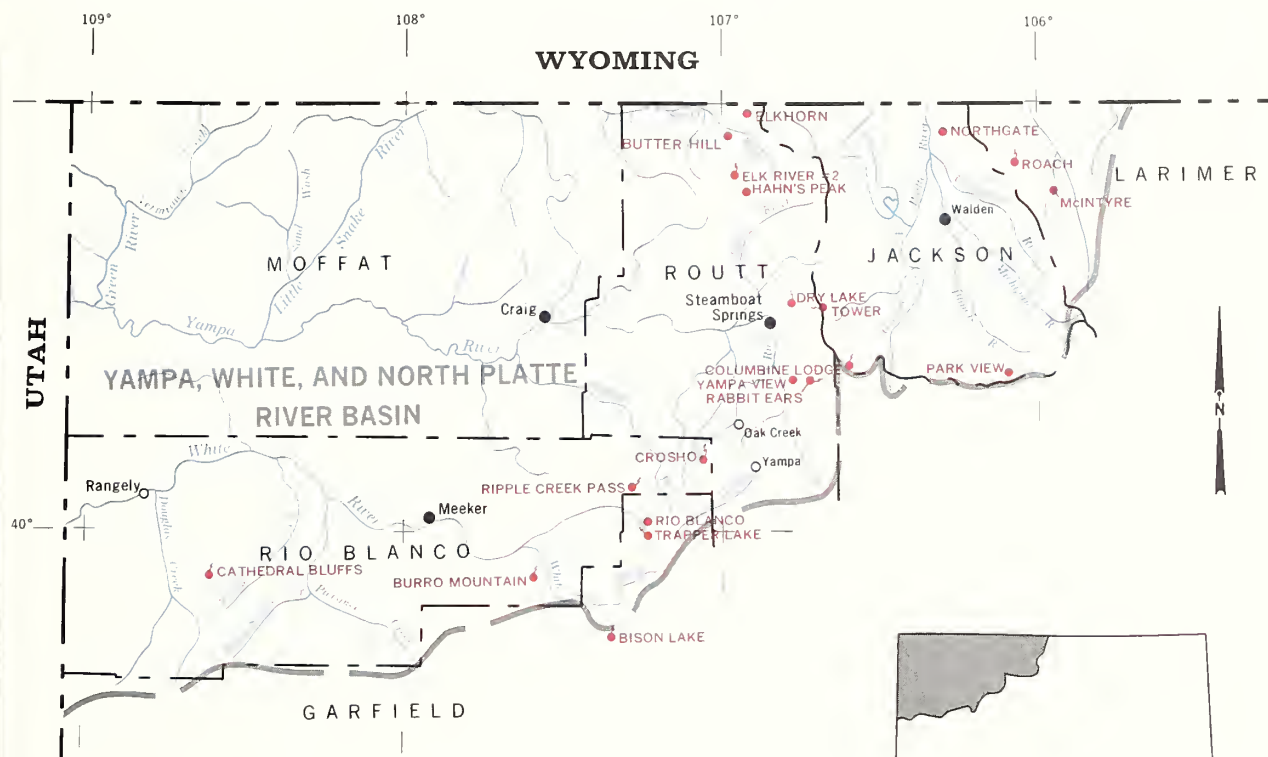 109°
108°
107°
106°
WYOMING
ELKHORN
BUTTER HILL
NORTHGATE
ROACH
LARIMER
ELK RIVER #2
HAHN'S PEAK
McINTYRE
Walden
River
Green River
Sand Wash
Little Snake River
MOFFAT
ROUTT
JACKSON
Michigan R
Craig
Steamboat
Springs
DRY LAKE
TOWER
UTAH
Yampa River
YAMPA, WHITE, AND NORTH PLATTE
RIVER BASIN
COLUMBINE LODGE
YAMPA VIEW
RABBIT EARS
PARK VIEW
N
Oak Creek
Yampa
CROSHO
White River
Rangely
RIPPLE CREEK PASS
Meeker
40°
RIO BLANCO
TRAPPER LAKE
RIO BLANCO
Douglas Creek
CATHEDRAL BLUFFS
BURRO MOUNTAIN
White
BISON LAKE
GARFIELD